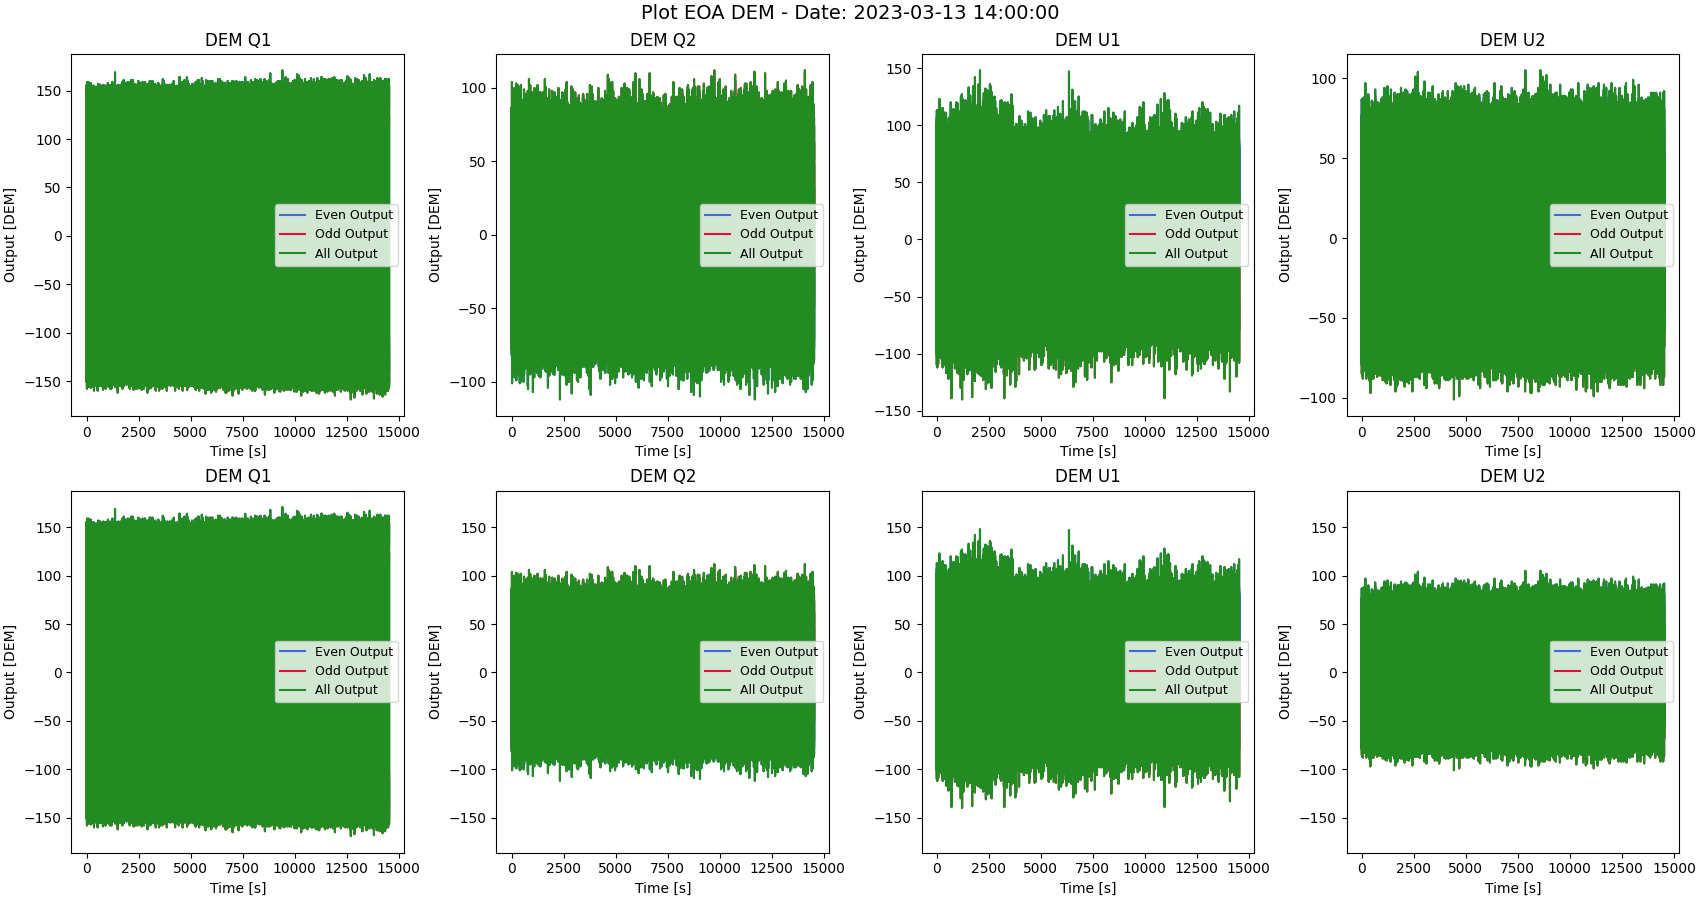 Plot EOA DEM - Date: 2023-03-13 14:00:00
DEM Q1
DEM Q2
DEM U1
DEM U2
150
100
50
0
−50
−100
−150
Output [DEM]
Even Output
Odd Output
All Output
0 2500 5000 7500 10000 12500 15000
Time [s]
100
50
0
−50
−100
Output [DEM]
Even Output
Odd Output
All Output
0 2500 5000 7500 10000 12500 15000
Time [s]
150
100
50
0
−50
−100
−150
Output [DEM]
Even Output
Odd Output
All Output
0 2500 5000 7500 10000 12500 15000
Time [s]
100
50
0
−50
−100
Output [DEM]
Even Output
Odd Output
All Output
0 2500 5000 7500 10000 12500 15000
Time [s]
DEM Q1
DEM Q2
DEM U1
DEM U2
150
100
50
0
−50
−100
−150
Output [DEM]
Even Output
Odd Output
All Output
0 2500 5000 7500 10000 12500 15000
Time [s]
150
100
50
0
−50
−100
−150
Output [DEM]
Even Output
Odd Output
All Output
0 2500 5000 7500 10000 12500 15000
Time [s]
150
100
50
0
−50
−100
−150
Output [DEM]
Even Output
Odd Output
All Output
0 2500 5000 7500 10000 12500 15000
Time [s]
150
100
50
0
−50
−100
−150
Output [DEM]
Even Output
Odd Output
All Output
0 2500 5000 7500 10000 12500 15000
Time [s]